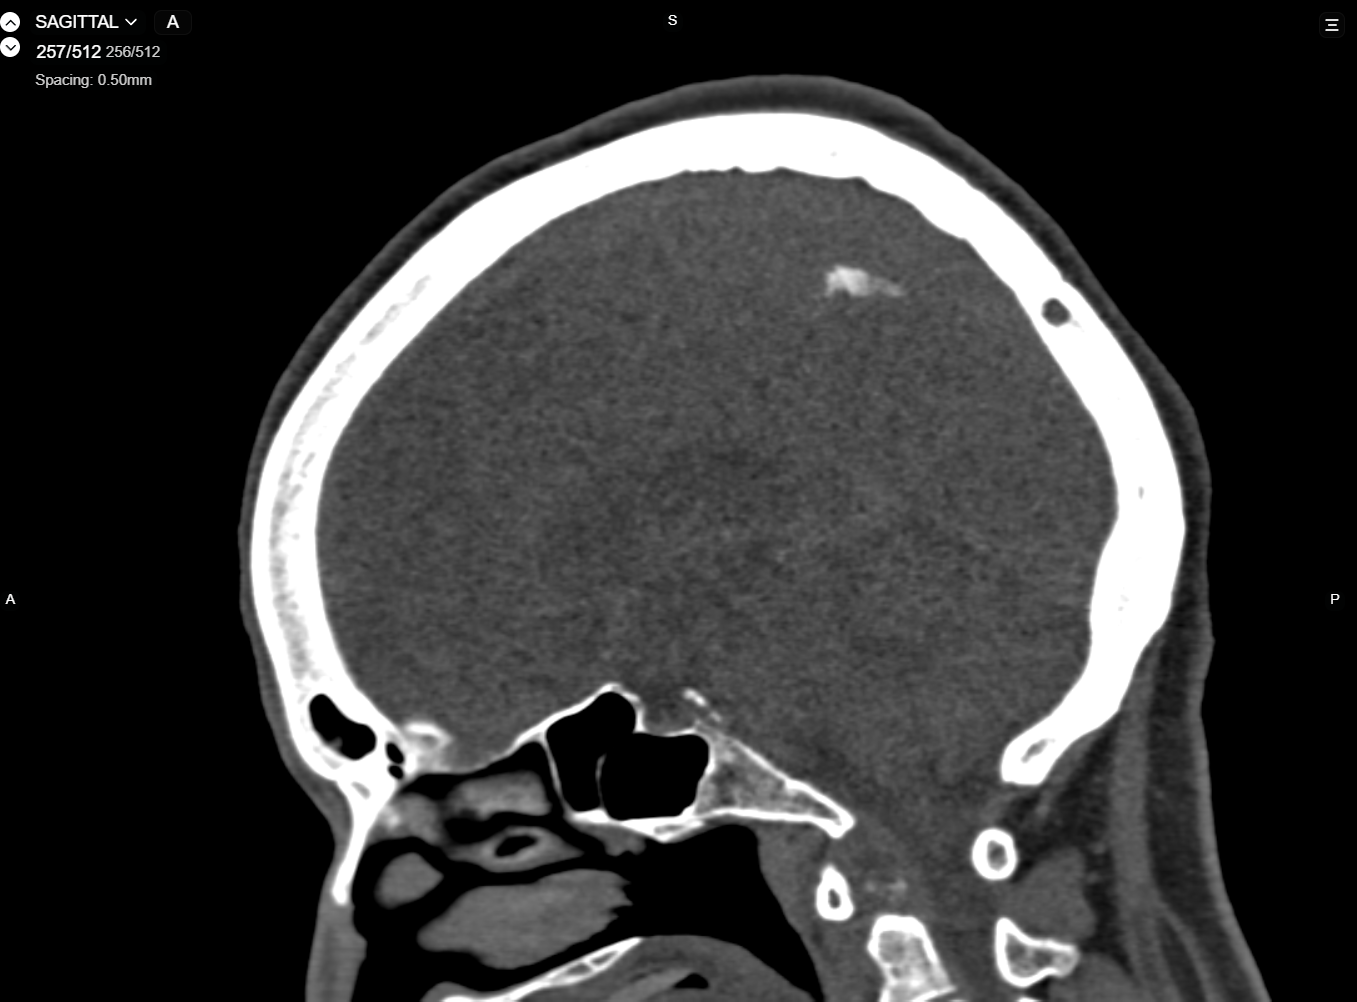 SAGITTAL A
257/512 256/512
Spacing: 0.50mm
S
A
P